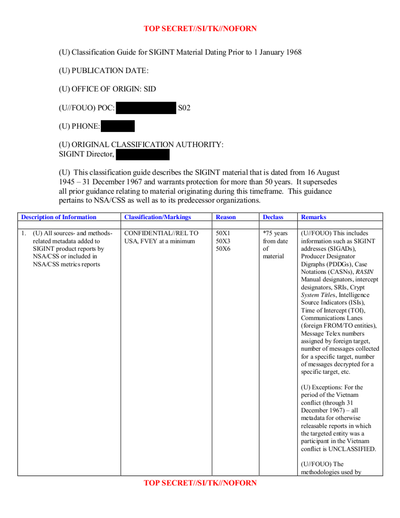 TOP SECRET//SI/TK//NOFORN
(U) Classification Guide for SIGINT Material Dating Prior to 1 January 1968
(U) PUBLICATION DATE:
(U) OFFICE OF ORIGIN: SID
(U//FOUO) POC: S02
(U) PHONE:
(U) ORIGINAL CLASSIFICATION AUTHORITY:
SIGINT Director,
(U) This classification guide describes the SIGINT material that is dated from 16 August
1945 – 31 December 1967 and warrants protection for more than 50 years. It supersedes
all prior guidance relating to material originating during this timeframe. This guidance
pertains to NSA/CSS as well as to its predecessor organizations.
Description of Information Classification/Markings Reason Declass Remarks
1. (U) All sources- and methods-
related metadata added to
SIGINT product reports by
NSA/CSS or included in
NSA/CSS metrics reports
CONFIDENTIAL//REL TO
USA, FVEY at a minimum
50X1
50X3
50X6
*75 years
from date
of
material
(U//FOUO) This includes
information such as SIGINT
addresses (SIGADs),
Producer Designator
Digraphs (PDDGs), Case
Notations (CASNs), RASIN
Manual designators, intercept
designators, SRIs, Crypt
System Titles, Intelligence
Source Indicators (ISIs),
Time of Intercept (TOI),
Communications Lanes
(foreign FROM/TO entities),
Message Telex numbers
assigned by foreign target,
number of messages collected
for a specific target, number
of messages decrypted for a
specific target, etc.
(U) Exceptions: For the
period of the Vietnam
conflict (through 31
December 1967) – all
metadata for otherwise
releasable reports in which
the targeted entity was a
participant in the Vietnam
conflict is UNCLASSIFIED.
(U//FOUO) The
methodologies used by
TOP SECRET//SI/TK//NOFORN